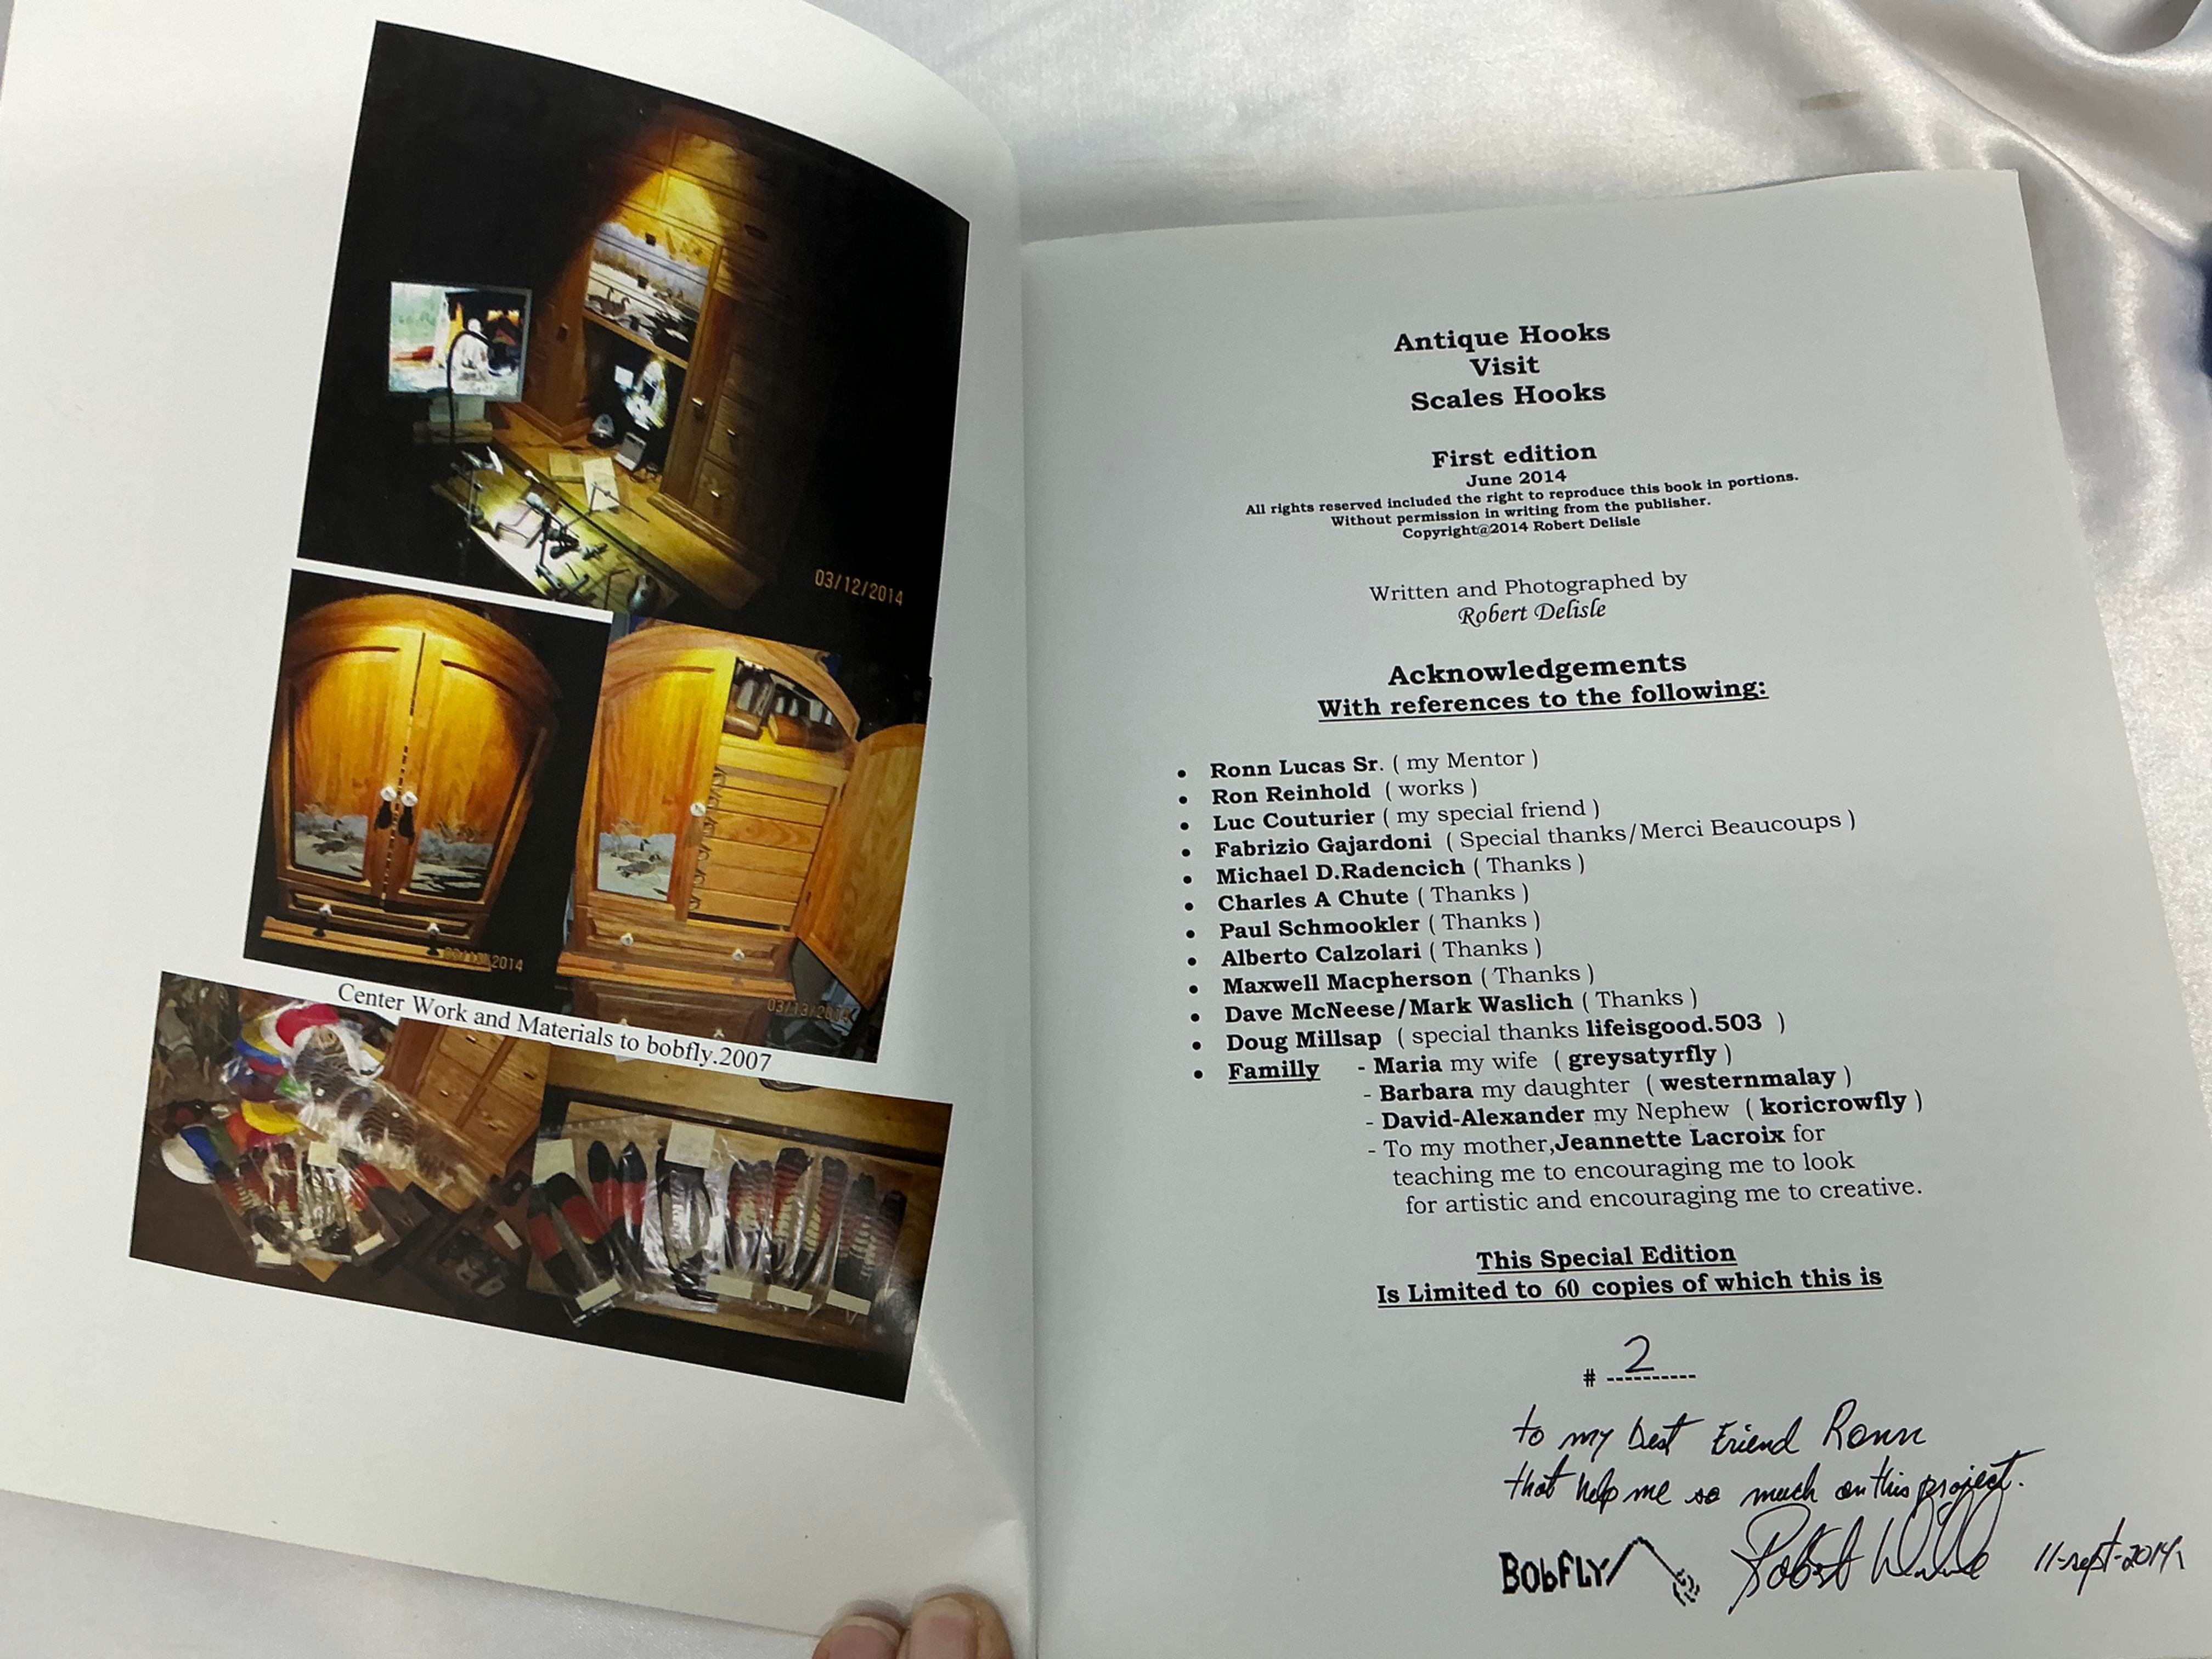 03/12/2014
2014
03/13/2014
Center Work and Materials to bobfly.2007
Antique Hooks
Visit
Scales Hooks
First edition
June 2014
All rights reserved included the right to reproduce this book in portions.
Without permission in writing from the publisher.
Copyright@2014 Robert Delisle
Written and Photographed by
Robert Delisle
Acknowledgements
With references to the following:
• Ronn Lucas Sr. ( my Mentor )
• Ron Reinhold ( works )
• Luc Couturier ( my special friend )
• Fabrizio Gajardoni ( Special thanks/Merci Beaucoups )
• Michael D.Radencich ( Thanks )
• Charles A Chute ( Thanks )
• Paul Schmookler ( Thanks )
• Alberto Calzolari ( Thanks )
• Maxwell Macpherson ( Thanks )
• Dave McNeese/Mark Waslich ( Thanks )
• Doug Millsap ( special thanks lifeisgood.503 )
• Familly - Maria my wife ( greysatyrfly )
- Barbara my daughter ( westernmalay )
- David-Alexander my Nephew ( koricrowfly )
- To my mother,Jeannette Lacroix for
teaching me to encouraging me to look
for artistic and encouraging me to creative.
This Special Edition
Is Limited to 60 copies of which this is
# 2
to my best Friend Ronn
that help me so much on this project.
BobFLY Robert Delisle 11-sept-2014